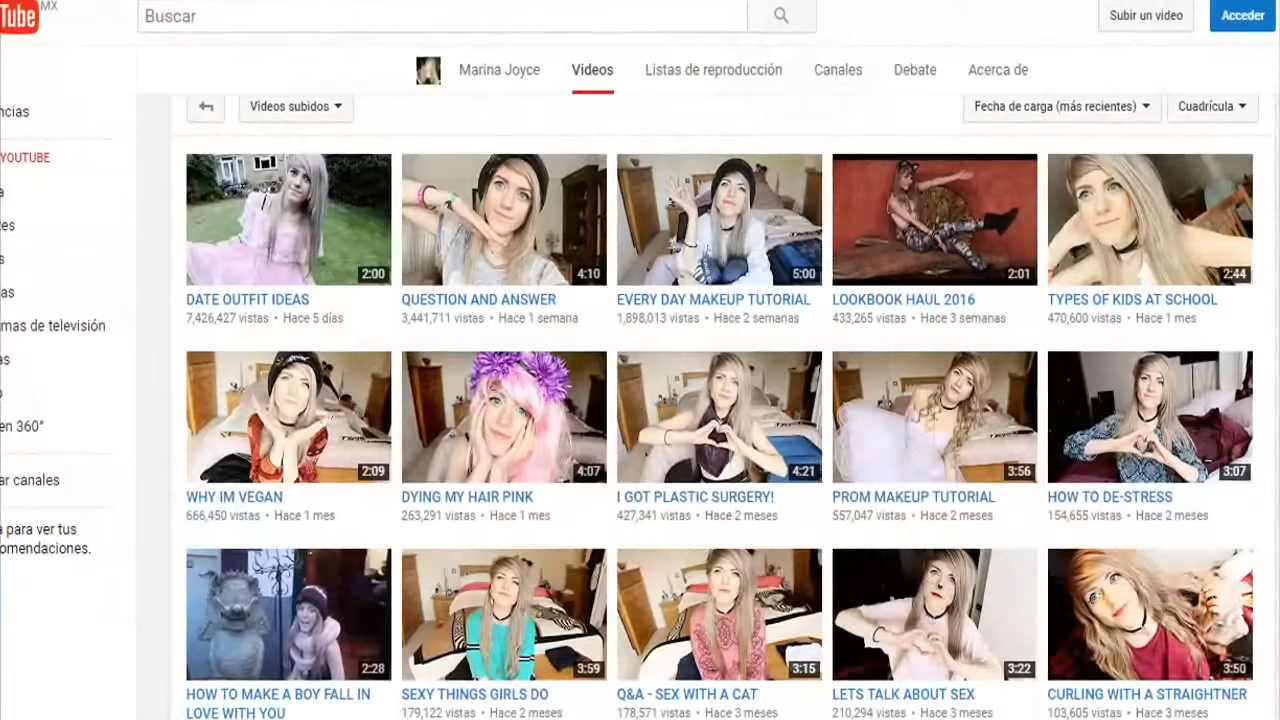 Tube MX
Buscar
Subir un video
Acceder
Marina Joyce
Videos
Listas de reproducción
Canales
Debate
Acerca de
Videos subidos
Fecha de carga (más recientes)
Cuadrícula
ncias
YOUTUBE
a
tes
s
as
mas de televisión
as
o
en 360°
ar canales
a para ver tus
omendaciones.
2:00
4:10
5:00
2:01
2:44
DATE OUTFIT IDEAS
QUESTION AND ANSWER
EVERY DAY MAKEUP TUTORIAL
LOOKBOOK HAUL 2016
TYPES OF KIDS AT SCHOOL
7,426,427 vistas • Hace 5 días
3,441,711 vistas • Hace 1 semana
1,898,013 vistas • Hace 2 semanas
433,265 vistas • Hace 3 semanas
470,600 vistas • Hace 1 mes
2:09
4:07
4:21
3:56
3:07
WHY IM VEGAN
DYING MY HAIR PINK
I GOT PLASTIC SURGERY!
PROM MAKEUP TUTORIAL
HOW TO DE-STRESS
666,450 vistas • Hace 1 mes
263,291 vistas • Hace 1 mes
427,341 vistas • Hace 2 meses
557,047 vistas • Hace 2 meses
154,655 vistas • Hace 2 meses
2:28
3:59
3:15
3:22
3:50
HOW TO MAKE A BOY FALL IN
LOVE WITH YOU
SEXY THINGS GIRLS DO
Q&A - SEX WITH A CAT
LETS TALK ABOUT SEX
CURLING WITH A STRAIGHTNER
179,122 vistas • Hace 2 meses
178,571 vistas • Hace 3 meses
210,294 vistas • Hace 3 meses
103,605 vistas • Hace 3 meses